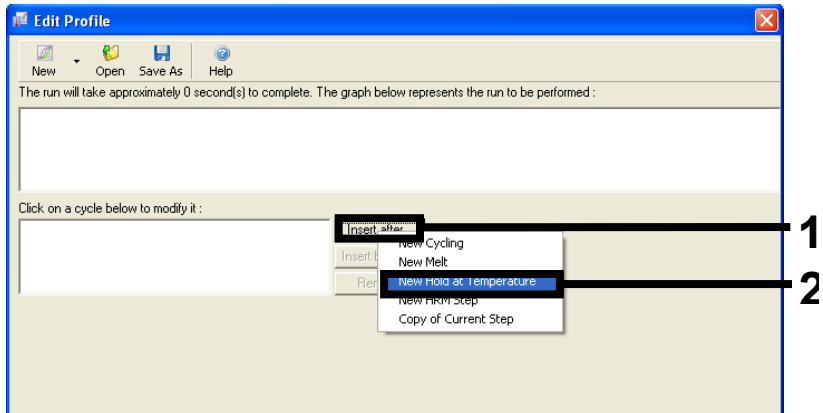 Edit Profile
New Open Save As Help
The run will take approximately 0 second(s) to complete. The graph below represents the run to be performed :
Click on a cycle below to modify it :
Insert after
1
New Cycling
Insert
New Melt
New Hold at Temperature
2
New HRM Step
Copy of Current Step